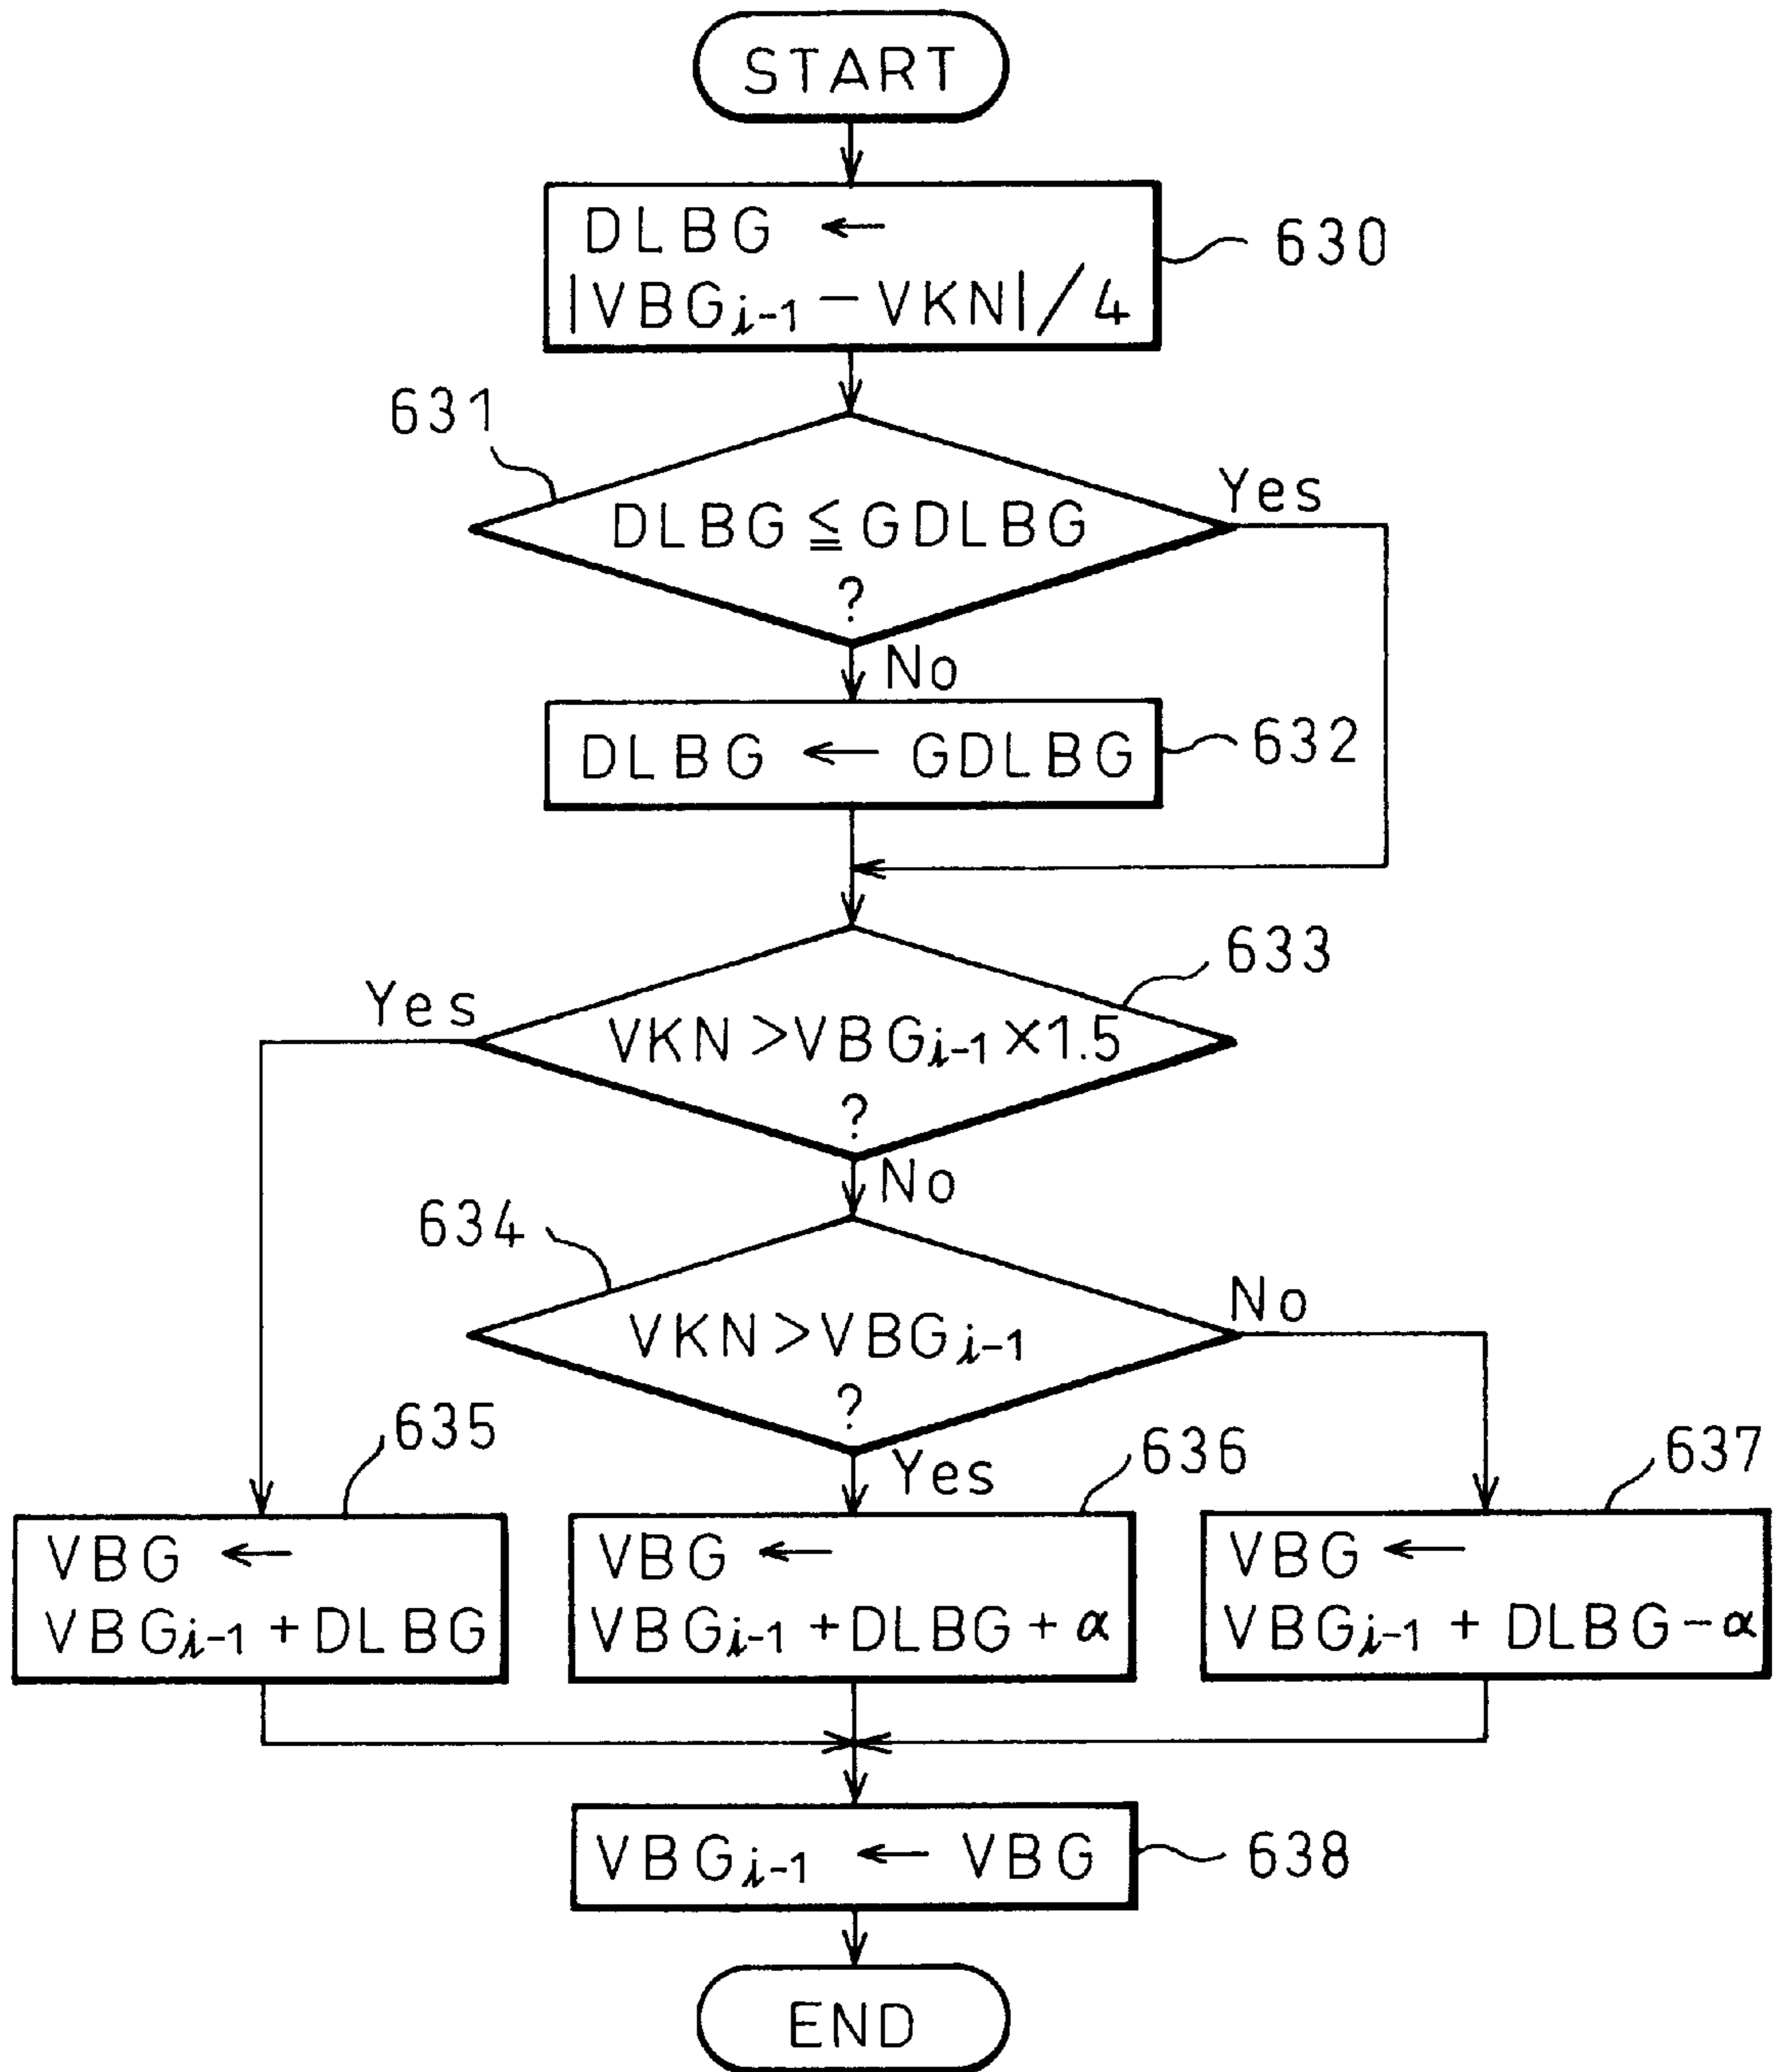 START
DLBG ←
|VBGi-1 − VKN|/4
630
631
DLBG ≦ GDLBG
?
Yes
No
DLBG ← GDLBG
632
633
VKN > VBGi-1 × 1.5
?
Yes
No
634
VKN > VBGi-1
?
No
Yes
635
VBG ←
VBGi-1 + DLBG
636
VBG ←
VBGi-1 + DLBG + α
637
VBG ←
VBGi-1 + DLBG − α
VBGi-1 ← VBG
638
END